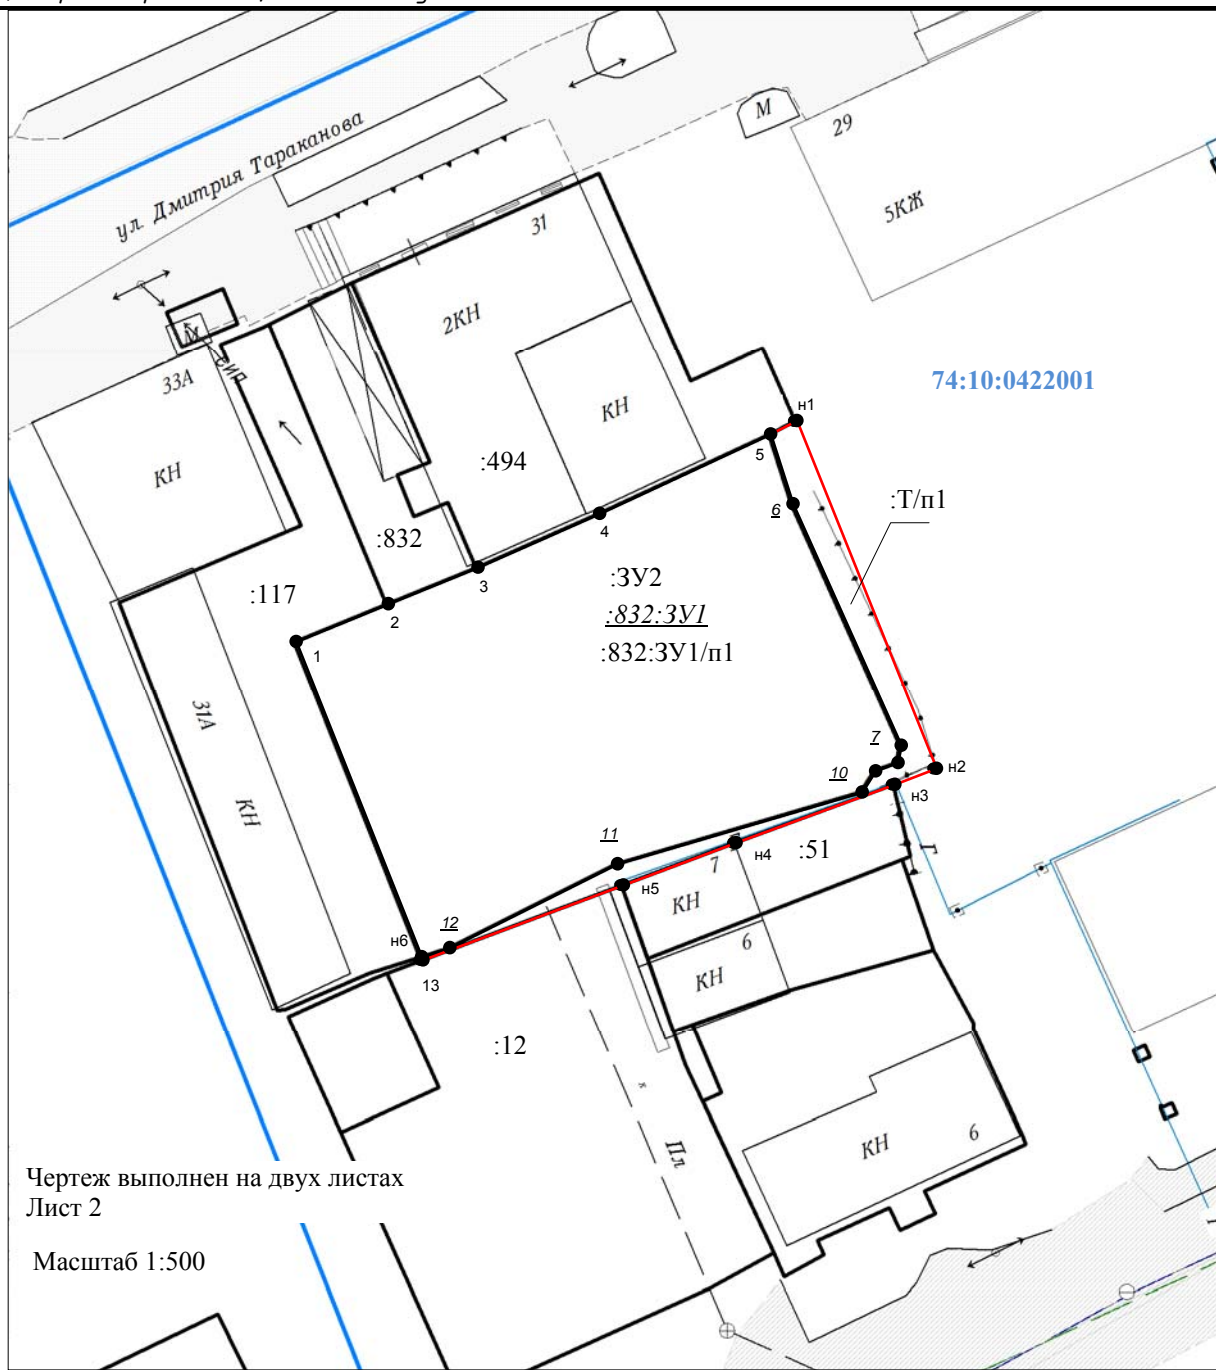 ул. Дмитрия Тараканова
М
29
5КЖ
31
2КН
М
КИП
33А
КН
КН
74:10:0422001
н1
5
:494
6
:Т/п1
4
:832
3
:ЗУ2
:832:ЗУ1
:832:ЗУ1/п1
:117
2
1
31А
КН
7
н2
10
н3
н4
:51
Г
11
7
н5
КН
12
н6
6
13
КН
:12
Пл
6
КН
Чертеж выполнен на двух листах
Лист 2
Масштаб 1:500